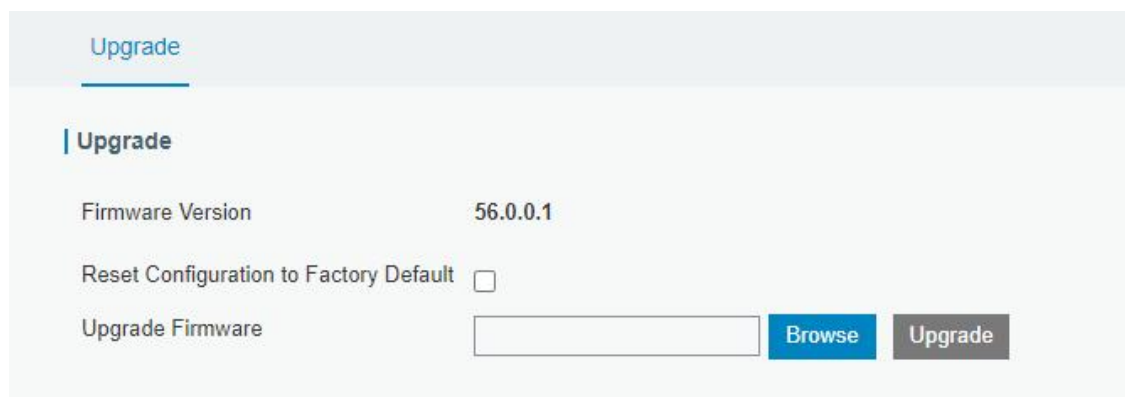 Upgrade
Upgrade
Firmware Version 56.0.0.1
Reset Configuration to Factory Default
Upgrade Firmware Browse Upgrade